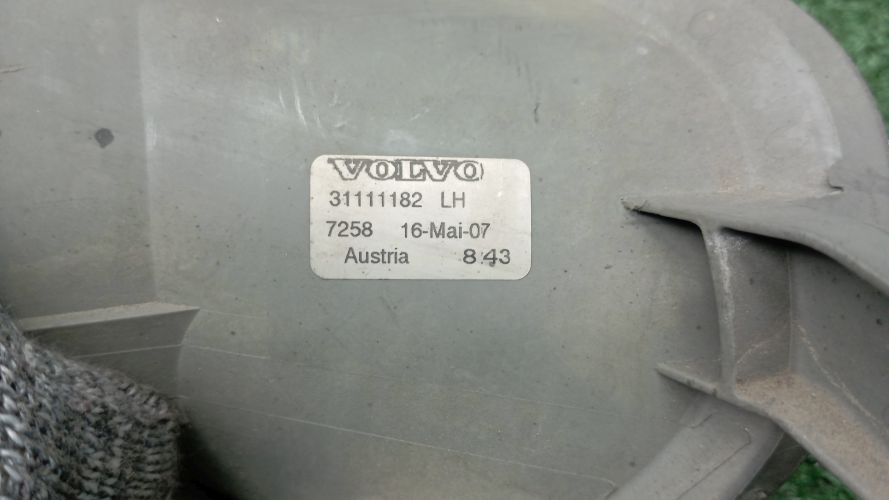 VOLVO
31111182 LH
7258 16-Mai-07
Austria 8:43